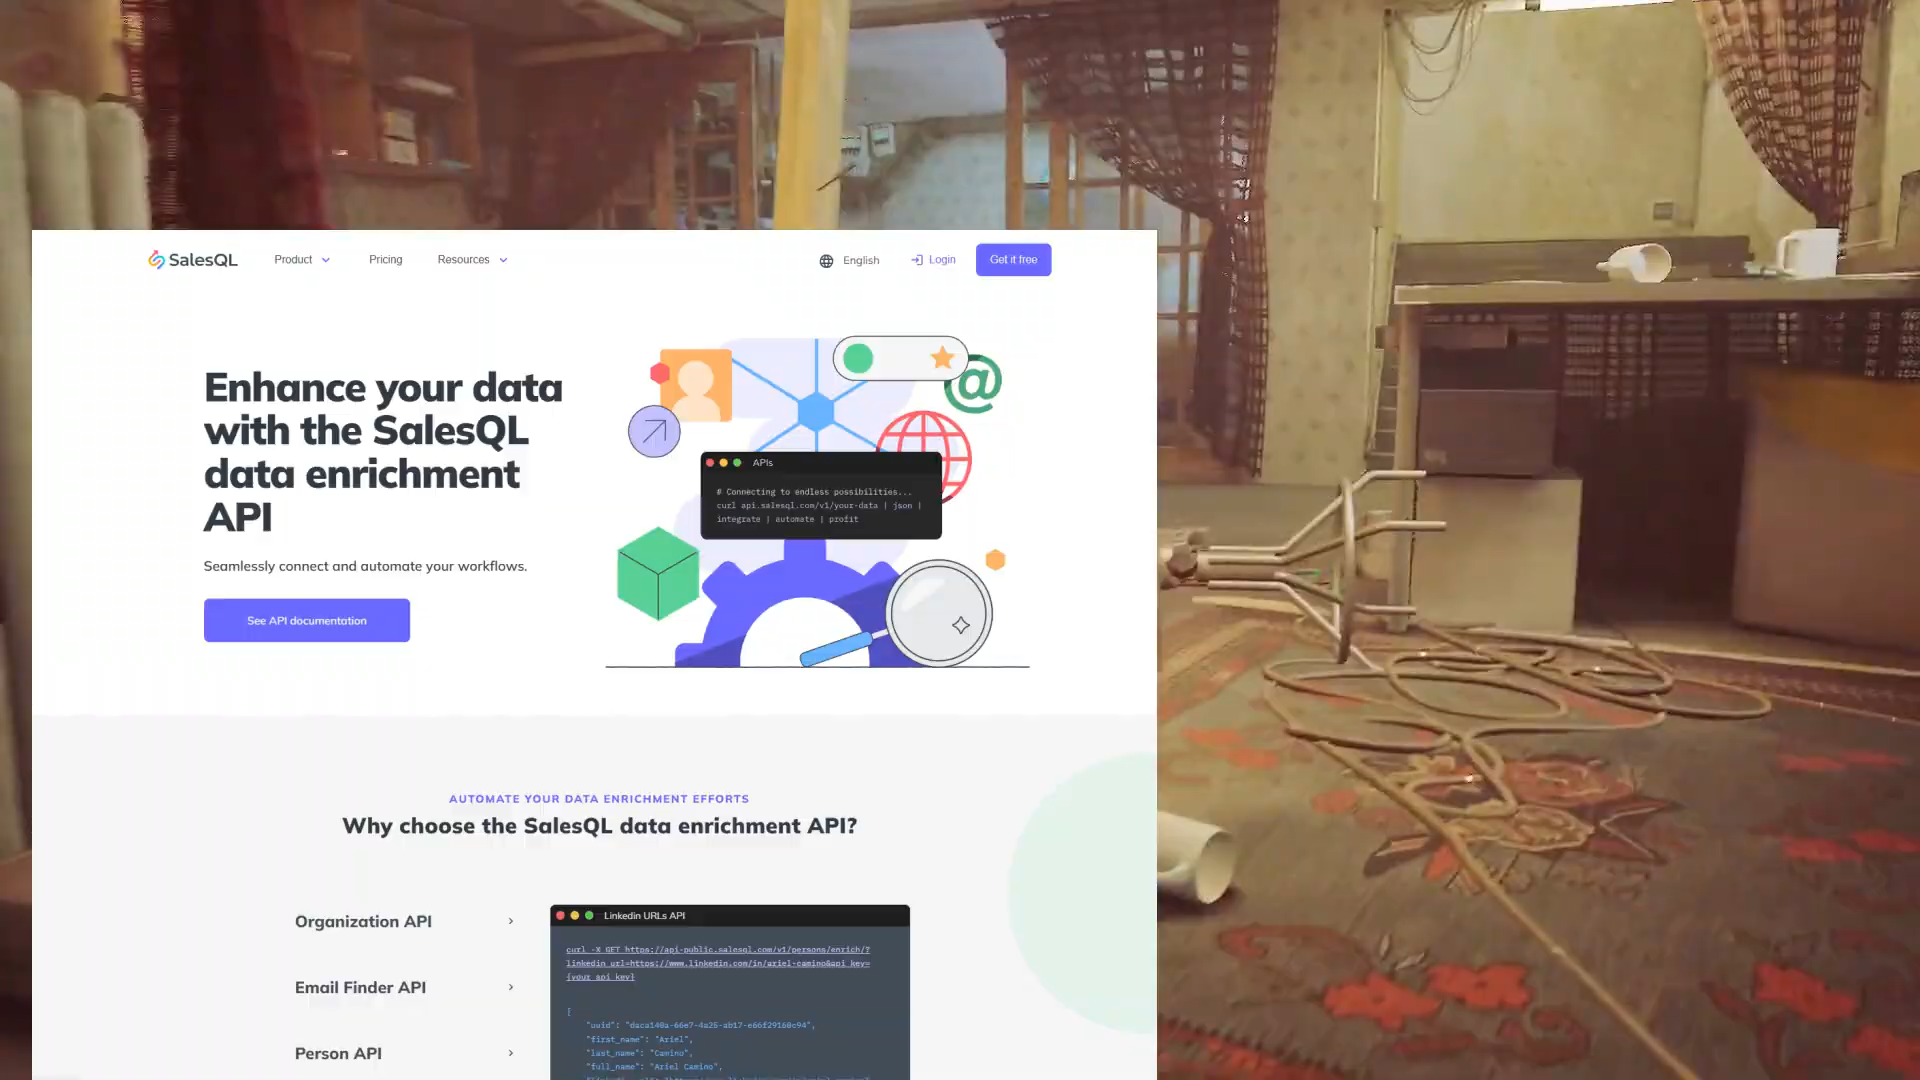 SalesQL
Product
Pricing
Resources
English
Login
Get it free
Enhance your data
with the SalesQL
data enrichment
API
Seamlessly connect and automate your workflows.
See API documentation
@
APIs
# Connecting to endless possibilities...
curl api.salesql.com/v1/your-data | json |
integrate | automate | profit
AUTOMATE YOUR DATA ENRICHMENT EFFORTS
Why choose the SalesQL data enrichment API?
Organization API
Email Finder API
Person API
Linkedin URLs API
curl -X GET https://api-public.salesql.com/v1/persons/enrich/?
linkedin_url=https://www.linkedin.com/in/ariel-camino&api_key=
{your_api_key}
[
"uuid": "daca140a-66e7-4a25-ab17-e66f29160c94",
"first_name": "Ariel",
"last_name": "Camino",
"full_name": "Ariel Camino",